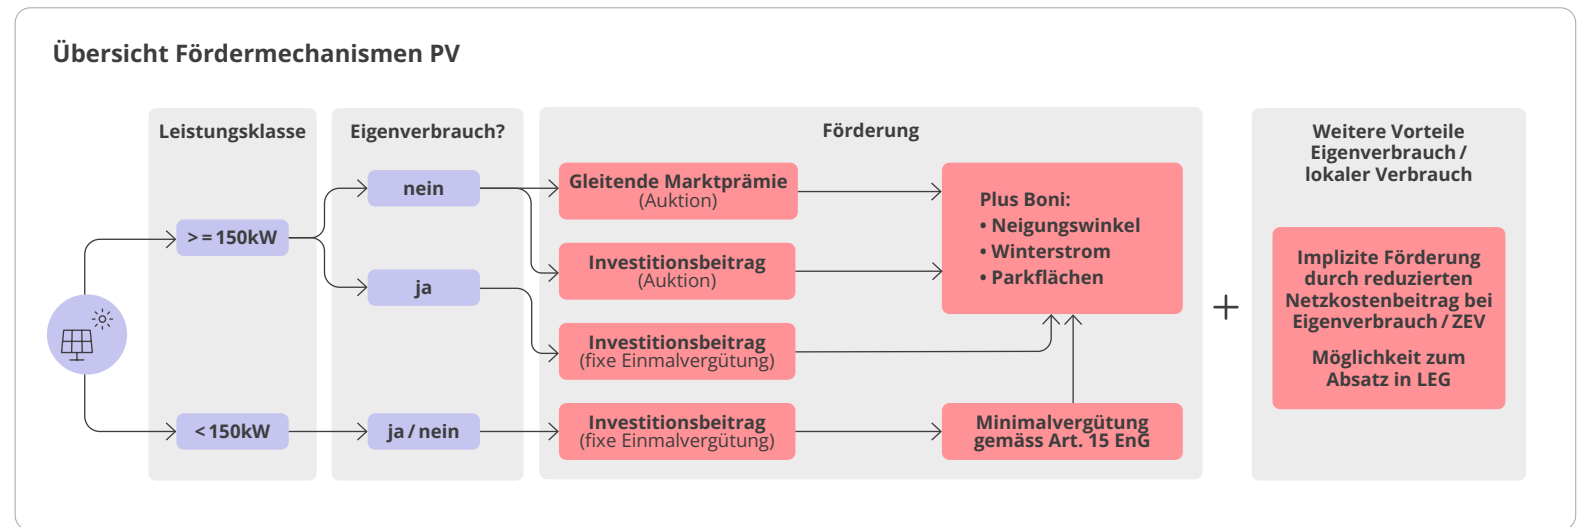 Übersicht Fördermechanismen PV
Leistungsklasse
Eigenverbrauch?
Förderung
Weitere Vorteile
Eigenverbrauch /
lokaler Verbrauch
>= 150kW
< 150kW
nein
ja
ja / nein
Gleitende Marktprämie
(Auktion)
Investitionsbeitrag
(Auktion)
Investitionsbeitrag
(fixe Einmalvergütung)
Investitionsbeitrag
(fixe Einmalvergütung)
Plus Boni:
• Neigungswinkel
• Winterstrom
• Parkflächen
Minimalvergütung
gemäss Art. 15 EnG
+
Implizite Förderung
durch reduzierten
Netzkostenbeitrag bei
Eigenverbrauch / ZEV
Möglichkeit zum
Absatz in LEG